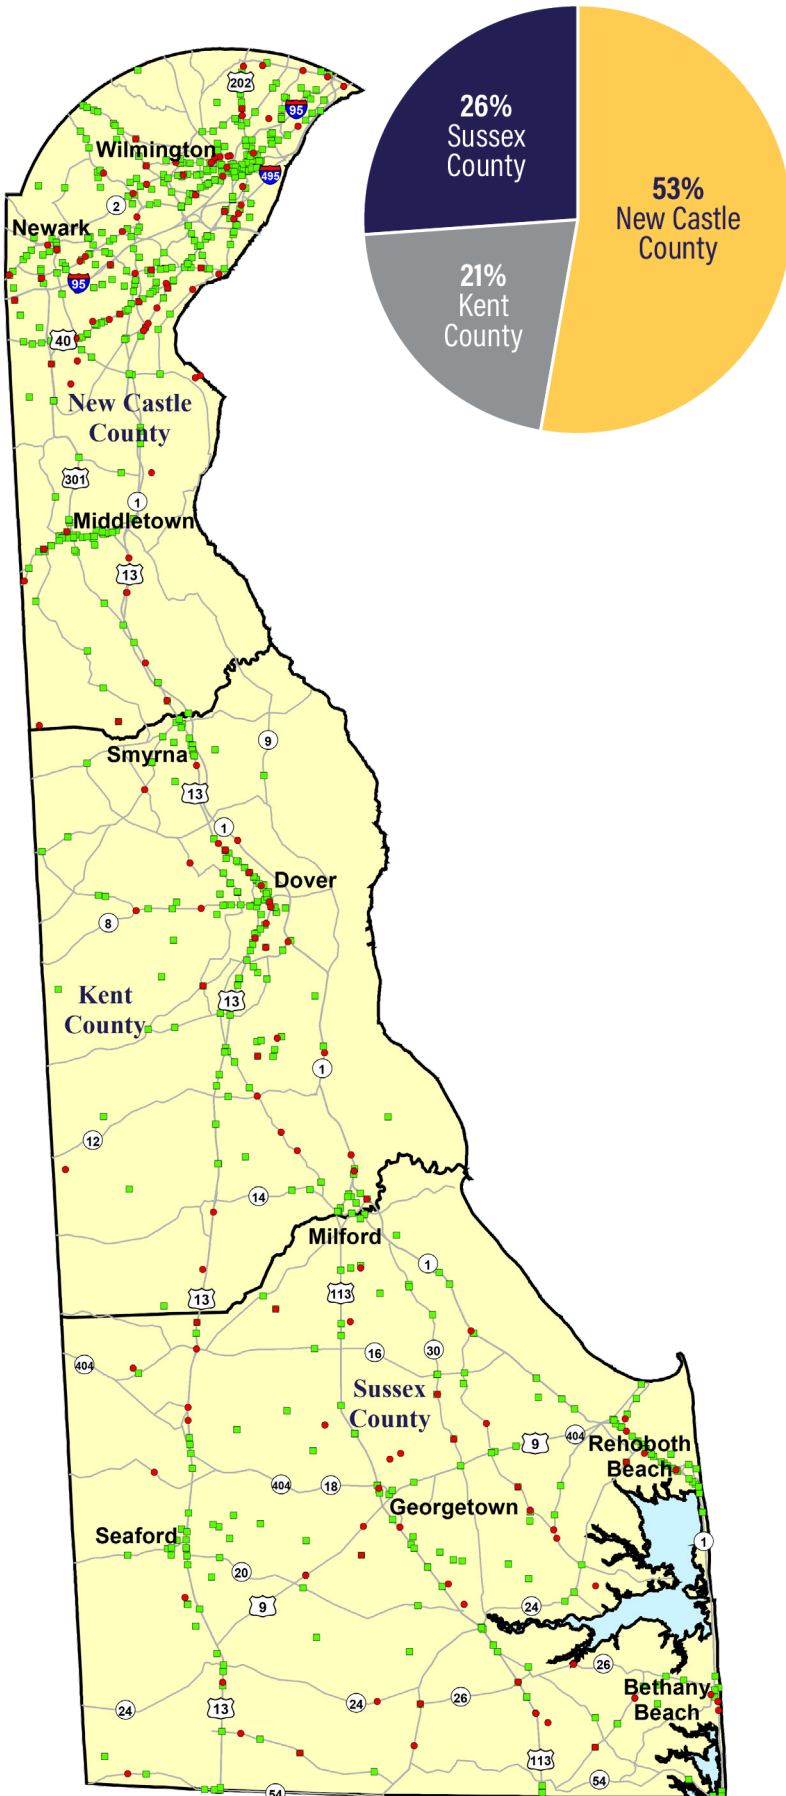 26%
Sussex
County
53%
New Castle
County
21%
Kent
County
202
95
Wilmington
495
2
Newark
95
40
New Castle
County
301
1
Middletown
13
9
Smyrna
13
1
Dover
8
Kent
County
13
1
12
14
Milford
1
13
113
404
16
30
Sussex
County
9
404
Rehoboth
Beach
404
18
Georgetown
Seaford
1
20
9
24
26
Bethany
Beach
24
13
24
26
113
54
54